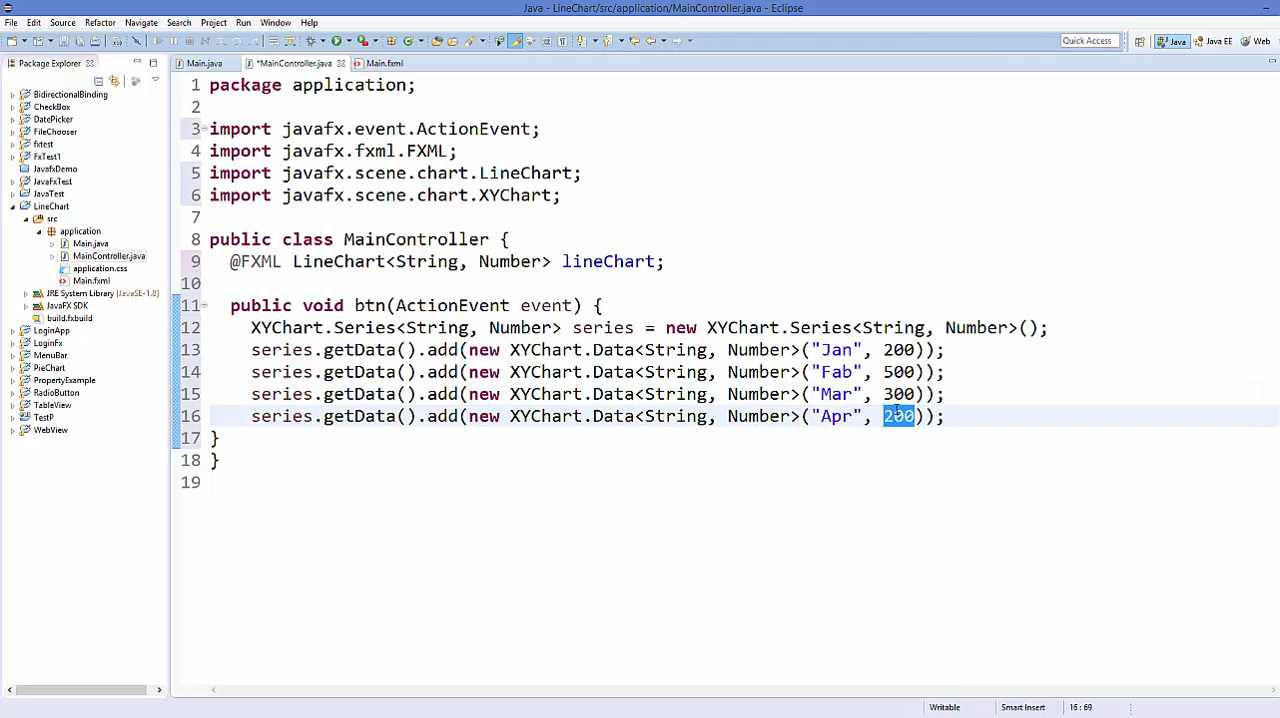 Java - LineChart/src/application/MainController.java - Eclipse
File Edit Source Refactor Navigate Search Project Run Window Help
Quick Access Java Java EE Web
Package Explorer
Main.java *MainController.java Main.fxml
BidirectionalBinding
CheckBox
DatePicker
FileChooser
fxtest
FxTest1
JavafxDemo
JavaFxTest
JavaTest
LineChart
src
application
Main.java
MainController.java
application.css
Main.fxml
JRE System Library [JavaSE-1.8]
JavaFX SDK
build.fxbuild
LoginApp
LoginFx
MenuBar
PieChart
PropertyExample
RadioButton
TableView
TestP
WebView
1 package application;
2
3 import javafx.event.ActionEvent;
4 import javafx.fxml.FXML;
5 import javafx.scene.chart.LineChart;
6 import javafx.scene.chart.XYChart;
7
8 public class MainController {
9 @FXML LineChart<String, Number> lineChart;
10
11 public void btn(ActionEvent event) {
12 XYChart.Series<String, Number> series = new XYChart.Series<String, Number>();
13 series.getData().add(new XYChart.Data<String, Number>("Jan", 200));
14 series.getData().add(new XYChart.Data<String, Number>("Fab", 500));
15 series.getData().add(new XYChart.Data<String, Number>("Mar", 300));
16 series.getData().add(new XYChart.Data<String, Number>("Apr", 200));
17 }
18 }
19
Writable Smart Insert 16 : 69